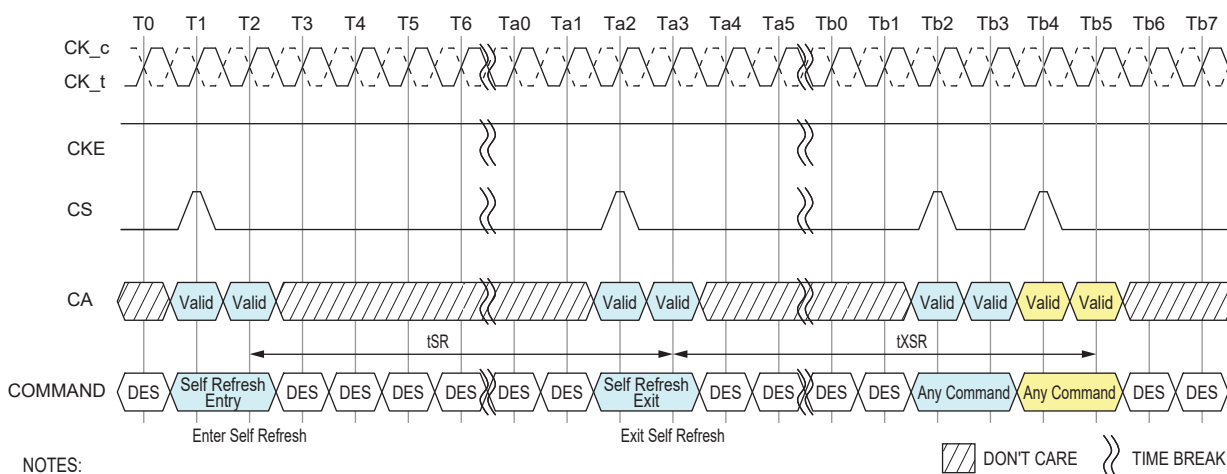 T0 T1 T2 T3 T4 T5 T6 Ta0 Ta1 Ta2 Ta3 Ta4 Ta5 Tb0 Tb1 Tb2 Tb3 Tb4 Tb5 Tb6 Tb7
CK_c
CK_t
CKE
CS
CA Valid Valid Valid Valid Valid Valid Valid Valid
tSR tXSR
COMMAND DES Self Refresh Entry DES DES DES DES DES DES Self Refresh Exit DES DES DES DES Any Command Any Command DES DES
Enter Self Refresh Exit Self Refresh
NOTES: DON'T CARE TIME BREAK